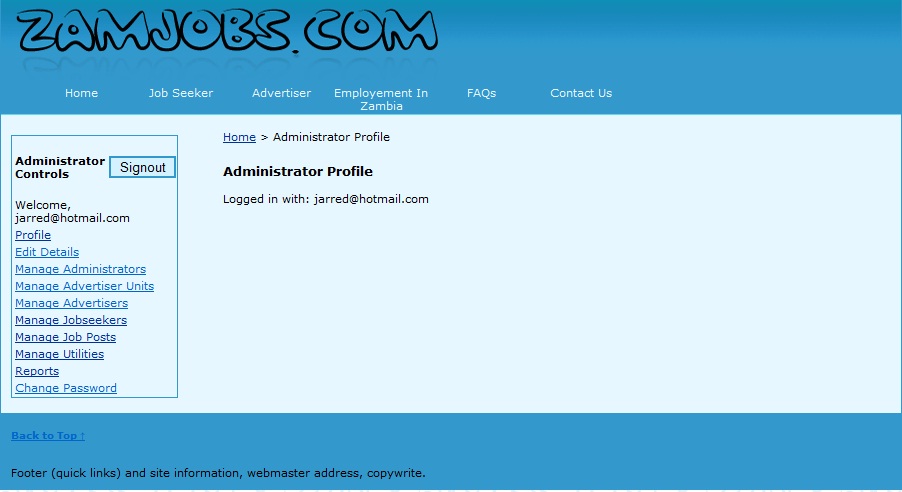 ZAMJOBS.COM
Home Job Seeker Advertiser Employement In FAQs Contact Us
Zambia
Home > Administrator Profile
Administrator Signout
Controls
Administrator Profile
Logged in with: jarred@hotmail.com
Welcome,
jarred@hotmail.com
Profile
Edit Details
Manage Administrators
Manage Advertiser Units
Manage Advertisers
Manage Jobseekers
Manage Job Posts
Manage Utilities
Reports
Change Password
Back to Top ↑
Footer (quick links) and site information, webmaster address, copywrite.